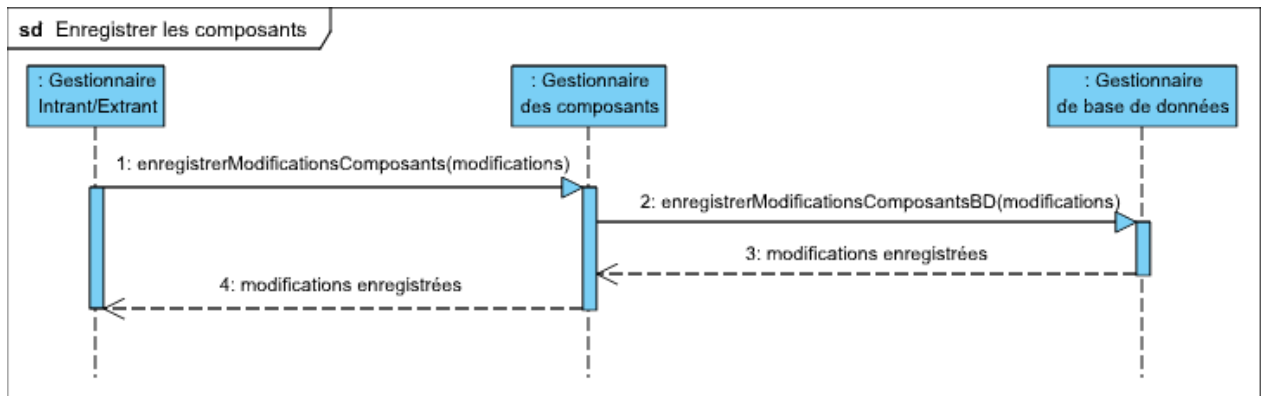 sd Enregistrer les composants
: Gestionnaire
Intrant/Extrant
: Gestionnaire
des composants
: Gestionnaire
de base de données
1: enregistrerModificationsComposants(modifications)
2: enregistrerModificationsComposantsBD(modifications)
3: modifications enregistrées
4: modifications enregistrées